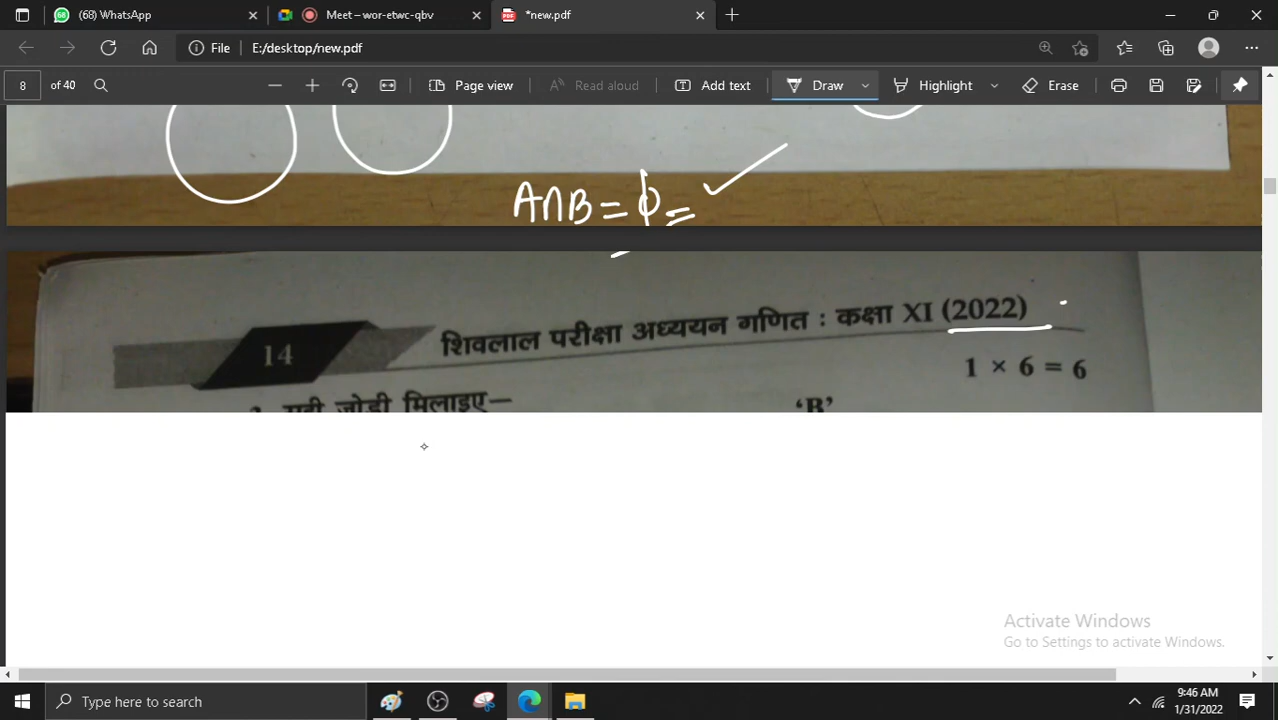 (68) WhatsApp
Meet – wor-etwc-qbv
*new.pdf
File
E:/desktop/new.pdf
8
of 40
Page view
Read aloud
Add text
Draw
Highlight
Erase
A∩B = ϕ
14
शिवलाल परीक्षा अध्ययन गणित : कक्षा XI (2022)
1 × 6 = 6
जोड़ी मिलाइए—
'B'
Activate Windows
Go to Settings to activate Windows.
Type here to search
9:46 AM
1/31/2022